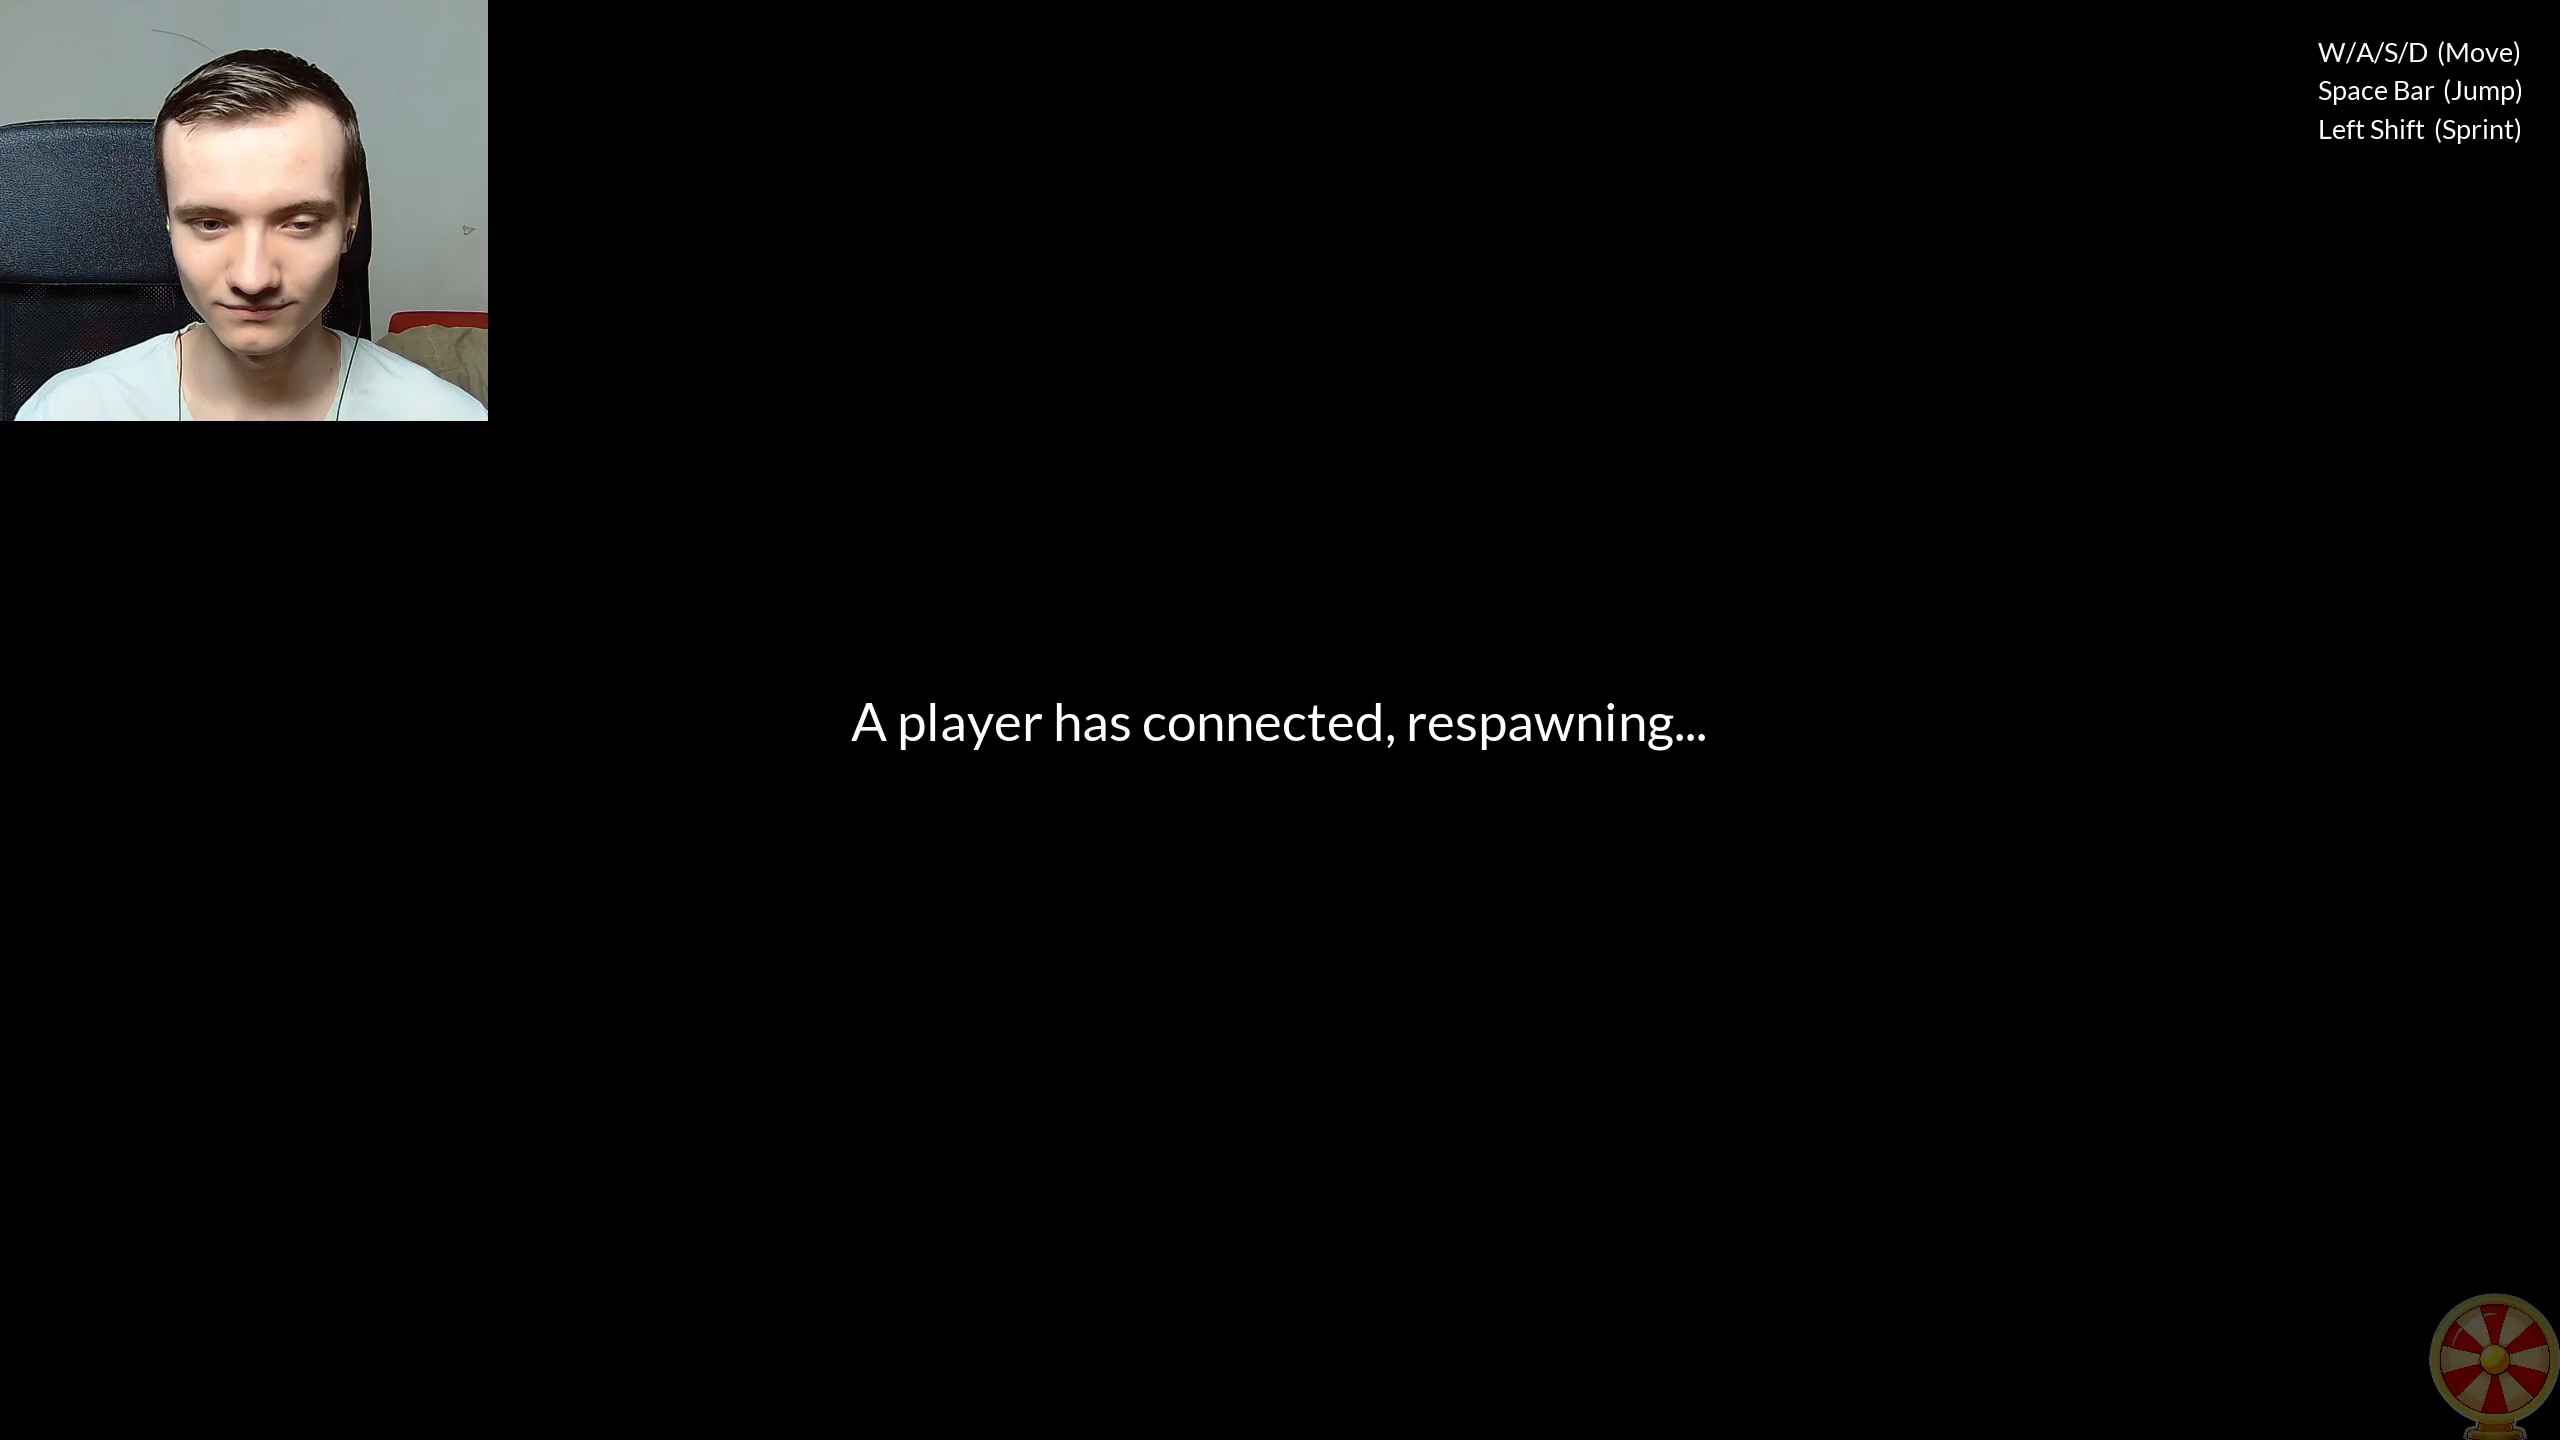 W/A/S/D (Move)
Space Bar (Jump)
Left Shift (Sprint)
A player has connected, respawning...